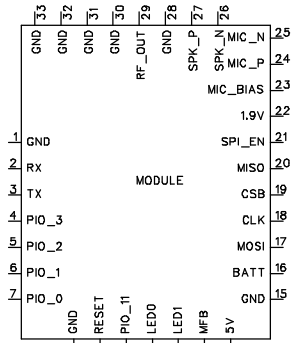 33 32 31 30 29 28 27 26
GND GND GND GND RF_OUT GND SPK_P SPK_N
MIC_N 25
MIC_P 24
MIC_BIAS 23
1.9V 22
1 GND SPI_EN 21
2 RX MISO 20
MODULE
3 TX CSB 19
4 PIO_3 CLK 18
5 PIO_2 MOSI 17
6 PIO_1 BATT 16
7 PIO_0 GND 15
GND RESET PIO_11 LED0 LED1 MFB 5V